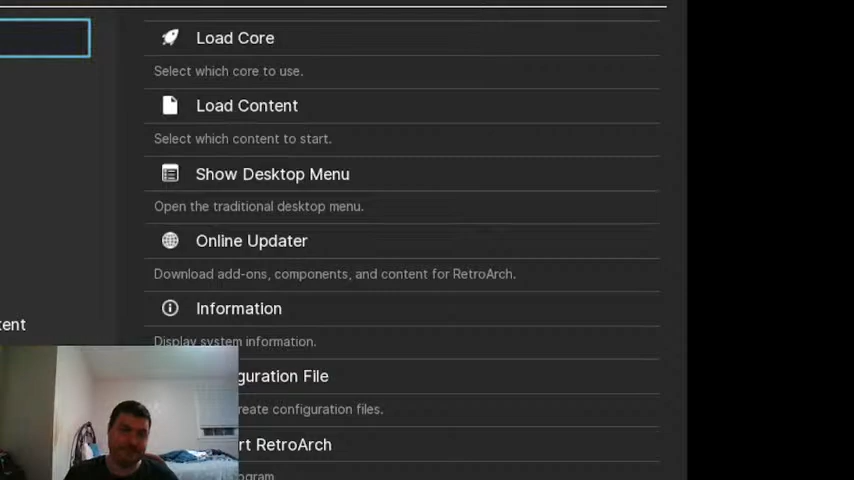 Load Core
Select which core to use.
Load Content
Select which content to start.
Show Desktop Menu
Open the traditional desktop menu.
Online Updater
Download add-ons, components, and content for RetroArch.
Information
tent
Display system information.
guration File
reate configuration files.
rt RetroArch
ogram.